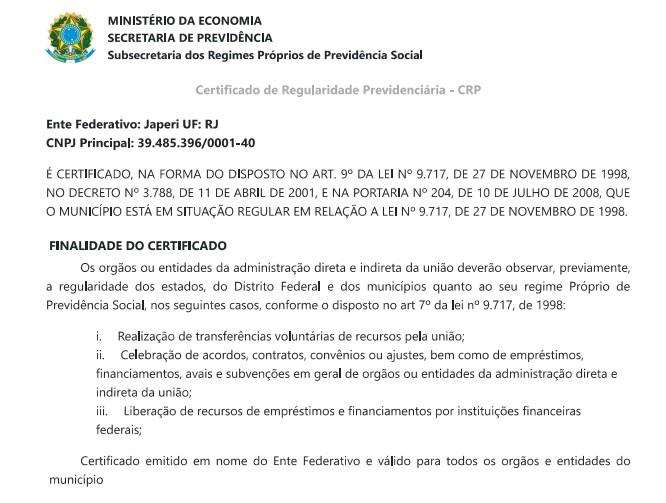 MINISTÉRIO DA ECONOMIA
SECRETARIA DE PREVIDÊNCIA
Subsecretaria dos Regimes Próprios de Previdência Social
Certificado de Regularidade Previdenciária - CRP
Ente Federativo: Japeri UF: RJ
CNPJ Principal: 39.485.396/0001-40
É CERTIFICADO, NA FORMA DO DISPOSTO NO ART. 9º DA LEI Nº 9.717, DE 27 DE NOVEMBRO DE 1998,
NO DECRETO Nº 3.788, DE 11 DE ABRIL DE 2001, E NA PORTARIA Nº 204, DE 10 DE JULHO DE 2008, QUE
O MUNICÍPIO ESTÁ EM SITUAÇÃO REGULAR EM RELAÇÃO A LEI Nº 9.717, DE 27 DE NOVEMBRO DE 1998.
FINALIDADE DO CERTIFICADO
Os orgãos ou entidades da administração direta e indireta da união deverão observar, previamente,
a regularidade dos estados, do Distrito Federal e dos municípios quanto ao seu regime Próprio de
Previdência Social, nos seguintes casos, conforme o disposto no art 7º da lei nº 9.717, de 1998:
i. Realização de transferências voluntárias de recursos pela união;
ii. Celebração de acordos, contratos, convênios ou ajustes, bem como de empréstimos,
financiamentos, avais e subvenções em geral de orgãos ou entidades da administração direta e
indireta da união;
iii. Liberação de recursos de empréstimos e financiamentos por instituições financeiras
federais;
Certificado emitido em nome do Ente Federativo e válido para todos os orgãos e entidades do
município